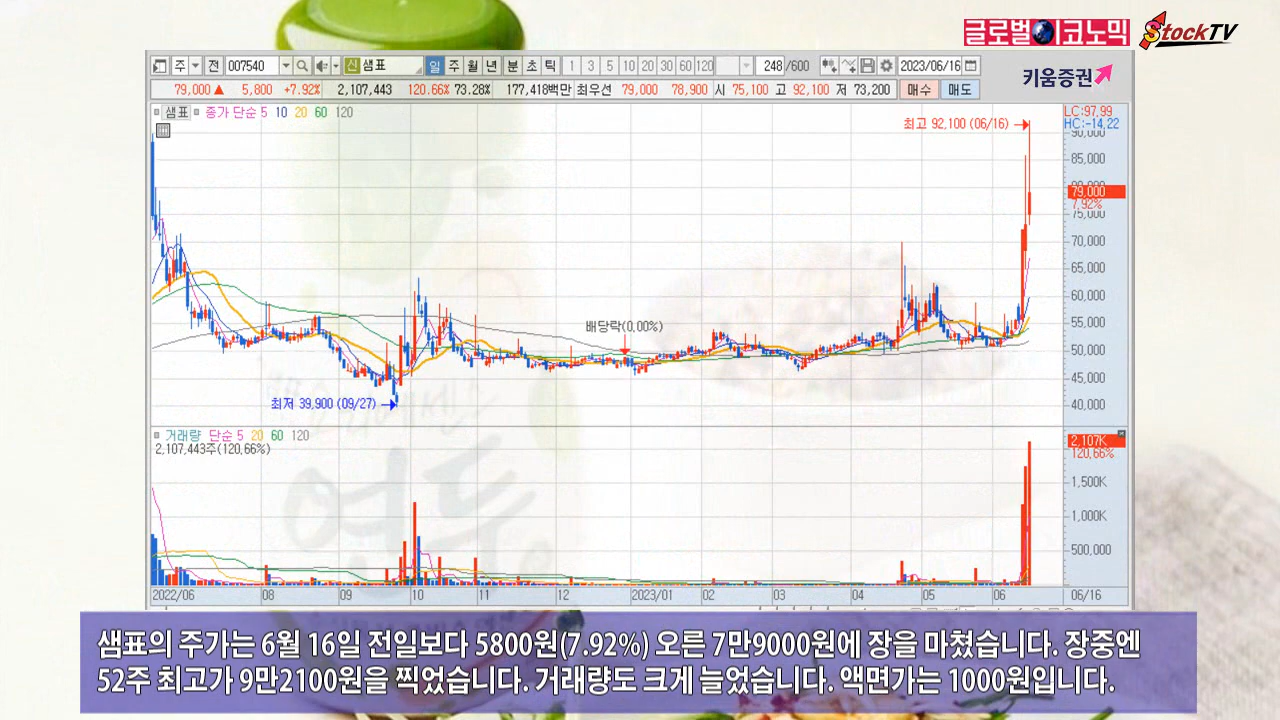 글로벌이코노믹 StockTV
키움증권
주 전 007540 신 샘표 일 주 월 년 분 초 틱 1 3 5 10 20 30 60 120 248 /600 2023/06/16
79,000 ▲ 5,800 +7.92% 2,107,443 120.66% 73.28% 177,418백만 최우선 79,000 78,900 시 75,100 고 92,100 저 73,200 매수 매도
샘표 종가 단순 5 10 20 60 120
LC:97.99
최고 92,100 (06/16)
HC:-14.22
90,000
85,000
80,000
79,000
7.92%
75,000
70,000
65,000
60,000
배당락(0.00%)
55,000
50,000
45,000
최저 39,900 (09/27)
40,000
거래량 단순 5 20 60 120
2,107,443주(120.66%)
2,107K
120.66%
1,500K
1,000K
500,000
2022/06 08 09 10 11 12 2023/01 02 03 04 05 06 06/16
샘표의 주가는 6월 16일 전일보다 5800원(7.92%) 오른 7만9000원에 장을 마쳤습니다. 장중엔
52주 최고가 9만2100원을 찍었습니다. 거래량도 크게 늘었습니다. 액면가는 1000원입니다.